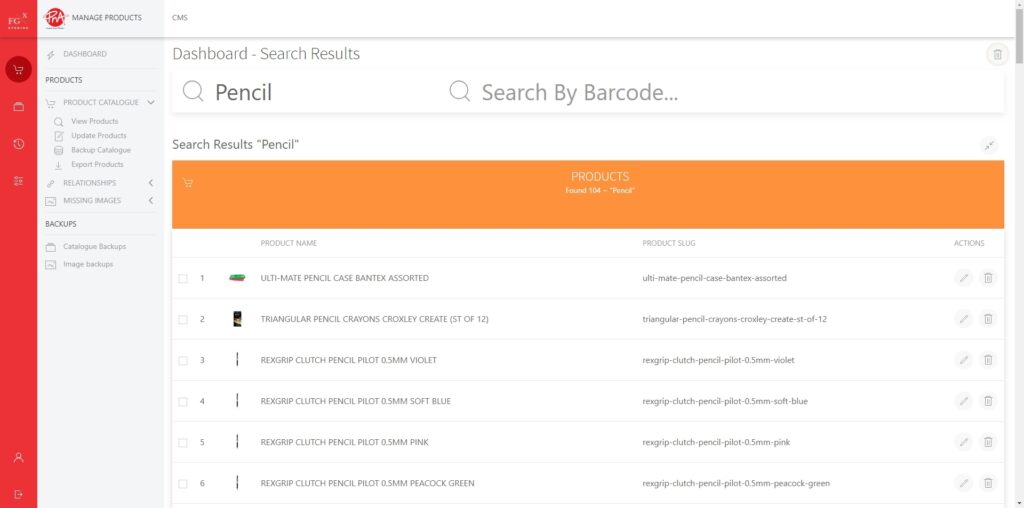 FG X
STUDIOS
PNA
MANAGE PRODUCTS
CMS
DASHBOARD
PRODUCTS
PRODUCT CATALOGUE
View Products
Update Products
Backup Catalogue
Export Products
RELATIONSHIPS
MISSING IMAGES
BACKUPS
Catalogue Backups
Image backups
Dashboard - Search Results
Pencil
Search By Barcode...
Search Results "Pencil"
PRODUCTS
Found 104 ~ "Pencil"
PRODUCT NAME PRODUCT SLUG ACTIONS
1 ULTI-MATE PENCIL CASE BANTEX ASSORTED ulti-mate-pencil-case-bantex-assorted
2 TRIANGULAR PENCIL CRAYONS CROXLEY CREATE (ST OF 12) triangular-pencil-crayons-croxley-create-st-of-12
3 REXGRIP CLUTCH PENCIL PILOT 0.5MM VIOLET rexgrip-clutch-pencil-pilot-0.5mm-violet
4 REXGRIP CLUTCH PENCIL PILOT 0.5MM SOFT BLUE rexgrip-clutch-pencil-pilot-0.5mm-soft-blue
5 REXGRIP CLUTCH PENCIL PILOT 0.5MM PINK rexgrip-clutch-pencil-pilot-0.5mm-pink
6 REXGRIP CLUTCH PENCIL PILOT 0.5MM PEACOCK GREEN rexgrip-clutch-pencil-pilot-0.5mm-peacock-green